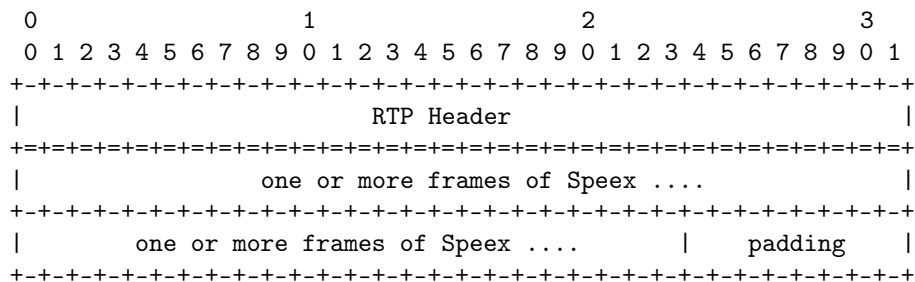 0                   1                   2                   3
0 1 2 3 4 5 6 7 8 9 0 1 2 3 4 5 6 7 8 9 0 1 2 3 4 5 6 7 8 9 0 1
+-+-+-+-+-+-+-+-+-+-+-+-+-+-+-+-+-+-+-+-+-+-+-+-+-+-+-+-+-+-+-+-+
|                         RTP Header                            |
+=+=+=+=+=+=+=+=+=+=+=+=+=+=+=+=+=+=+=+=+=+=+=+=+=+=+=+=+=+=+=+=+
|                 one or more frames of Speex ....              |
+-+-+-+-+-+-+-+-+-+-+-+-+-+-+-+-+-+-+-+-+-+-+-+-+-+-+-+-+-+-+-+-+
|        one or more frames of Speex ....       |    padding    |
+-+-+-+-+-+-+-+-+-+-+-+-+-+-+-+-+-+-+-+-+-+-+-+-+-+-+-+-+-+-+-+-+